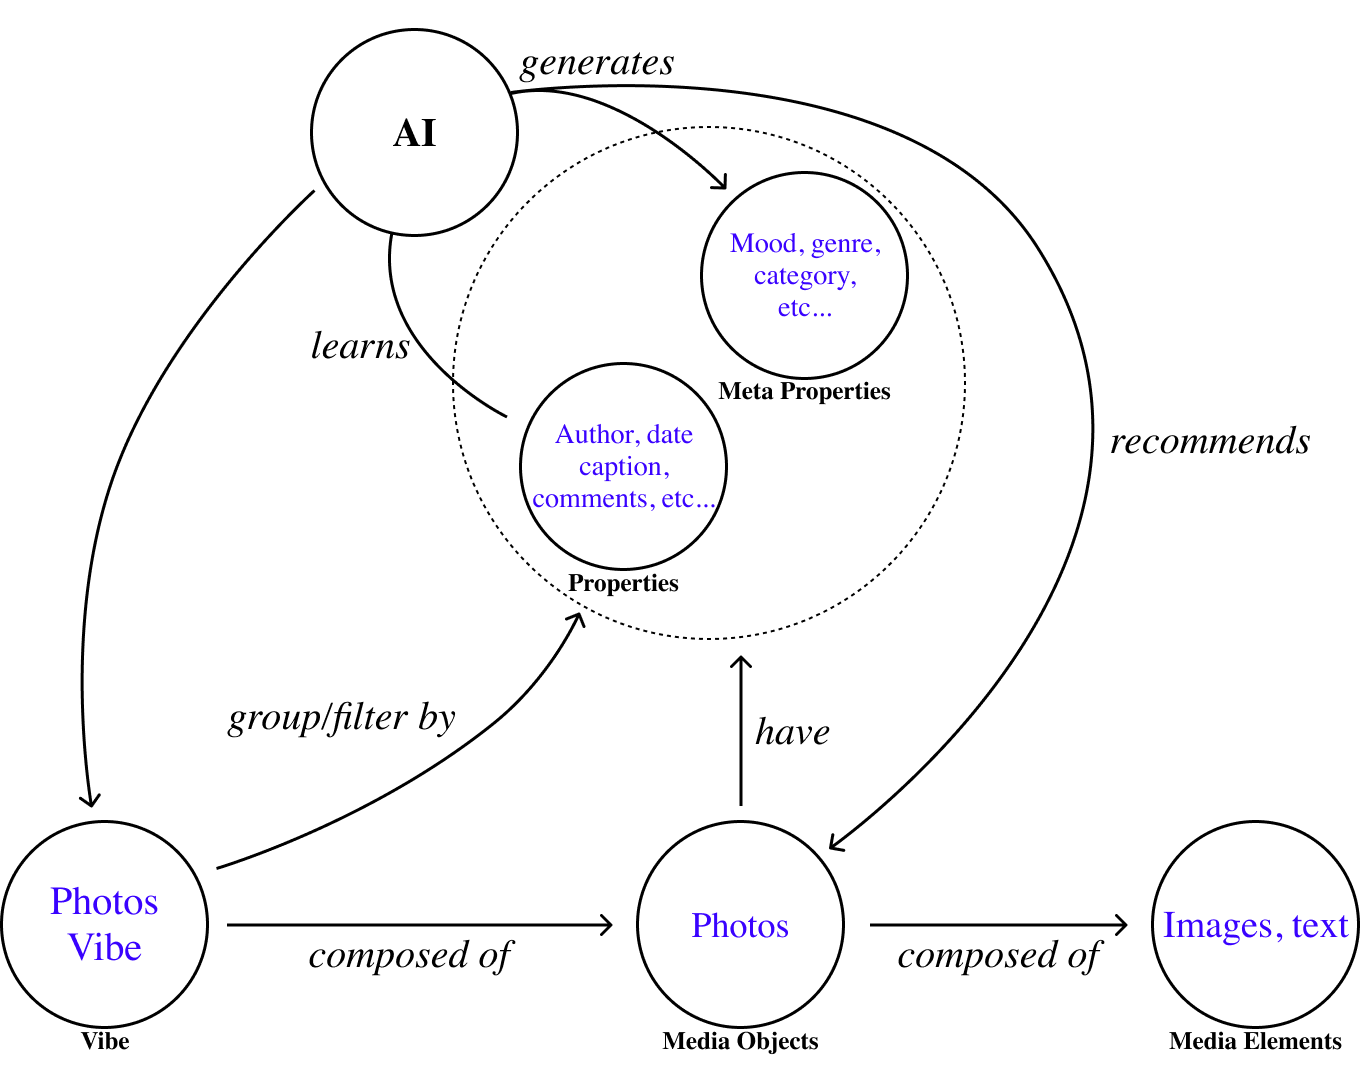 generates
AI
Mood, genre,
category,
etc...
learns
Meta Properties
Author, date
caption,
comments, etc...
recommends
Properties
group/filter by
have
Photos
Vibe
composed of
Photos
composed of
Images, text
Vibe
Media Objects
Media Elements